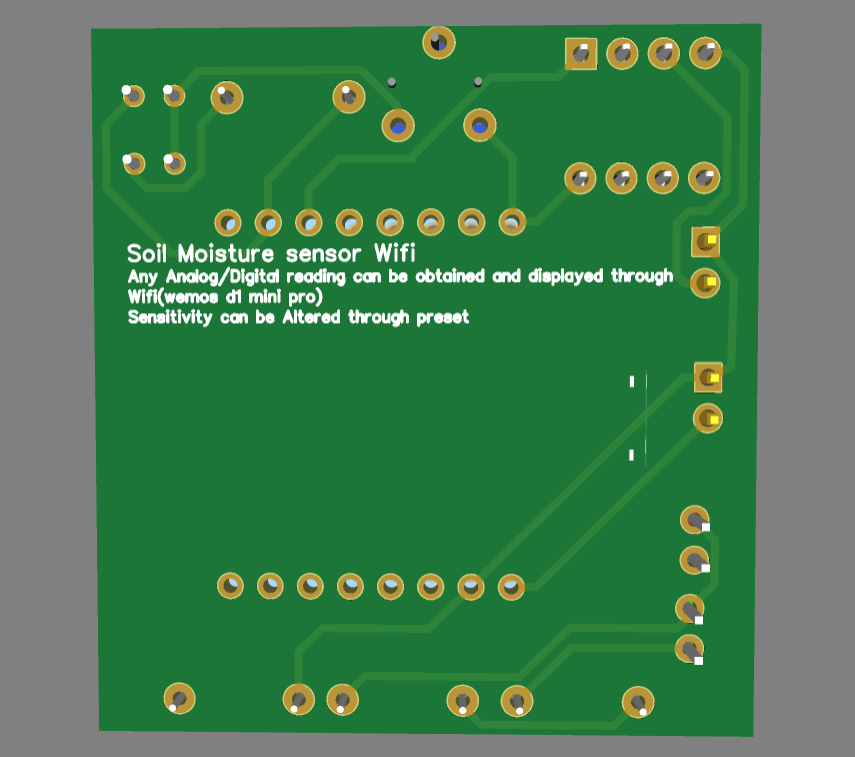 Soil Moisture sensor Wifi
Any Analog/Digital reading can be obtained and displayed through
Wifi(wemos d1 mini pro)
Sensitivity can be Altered through preset